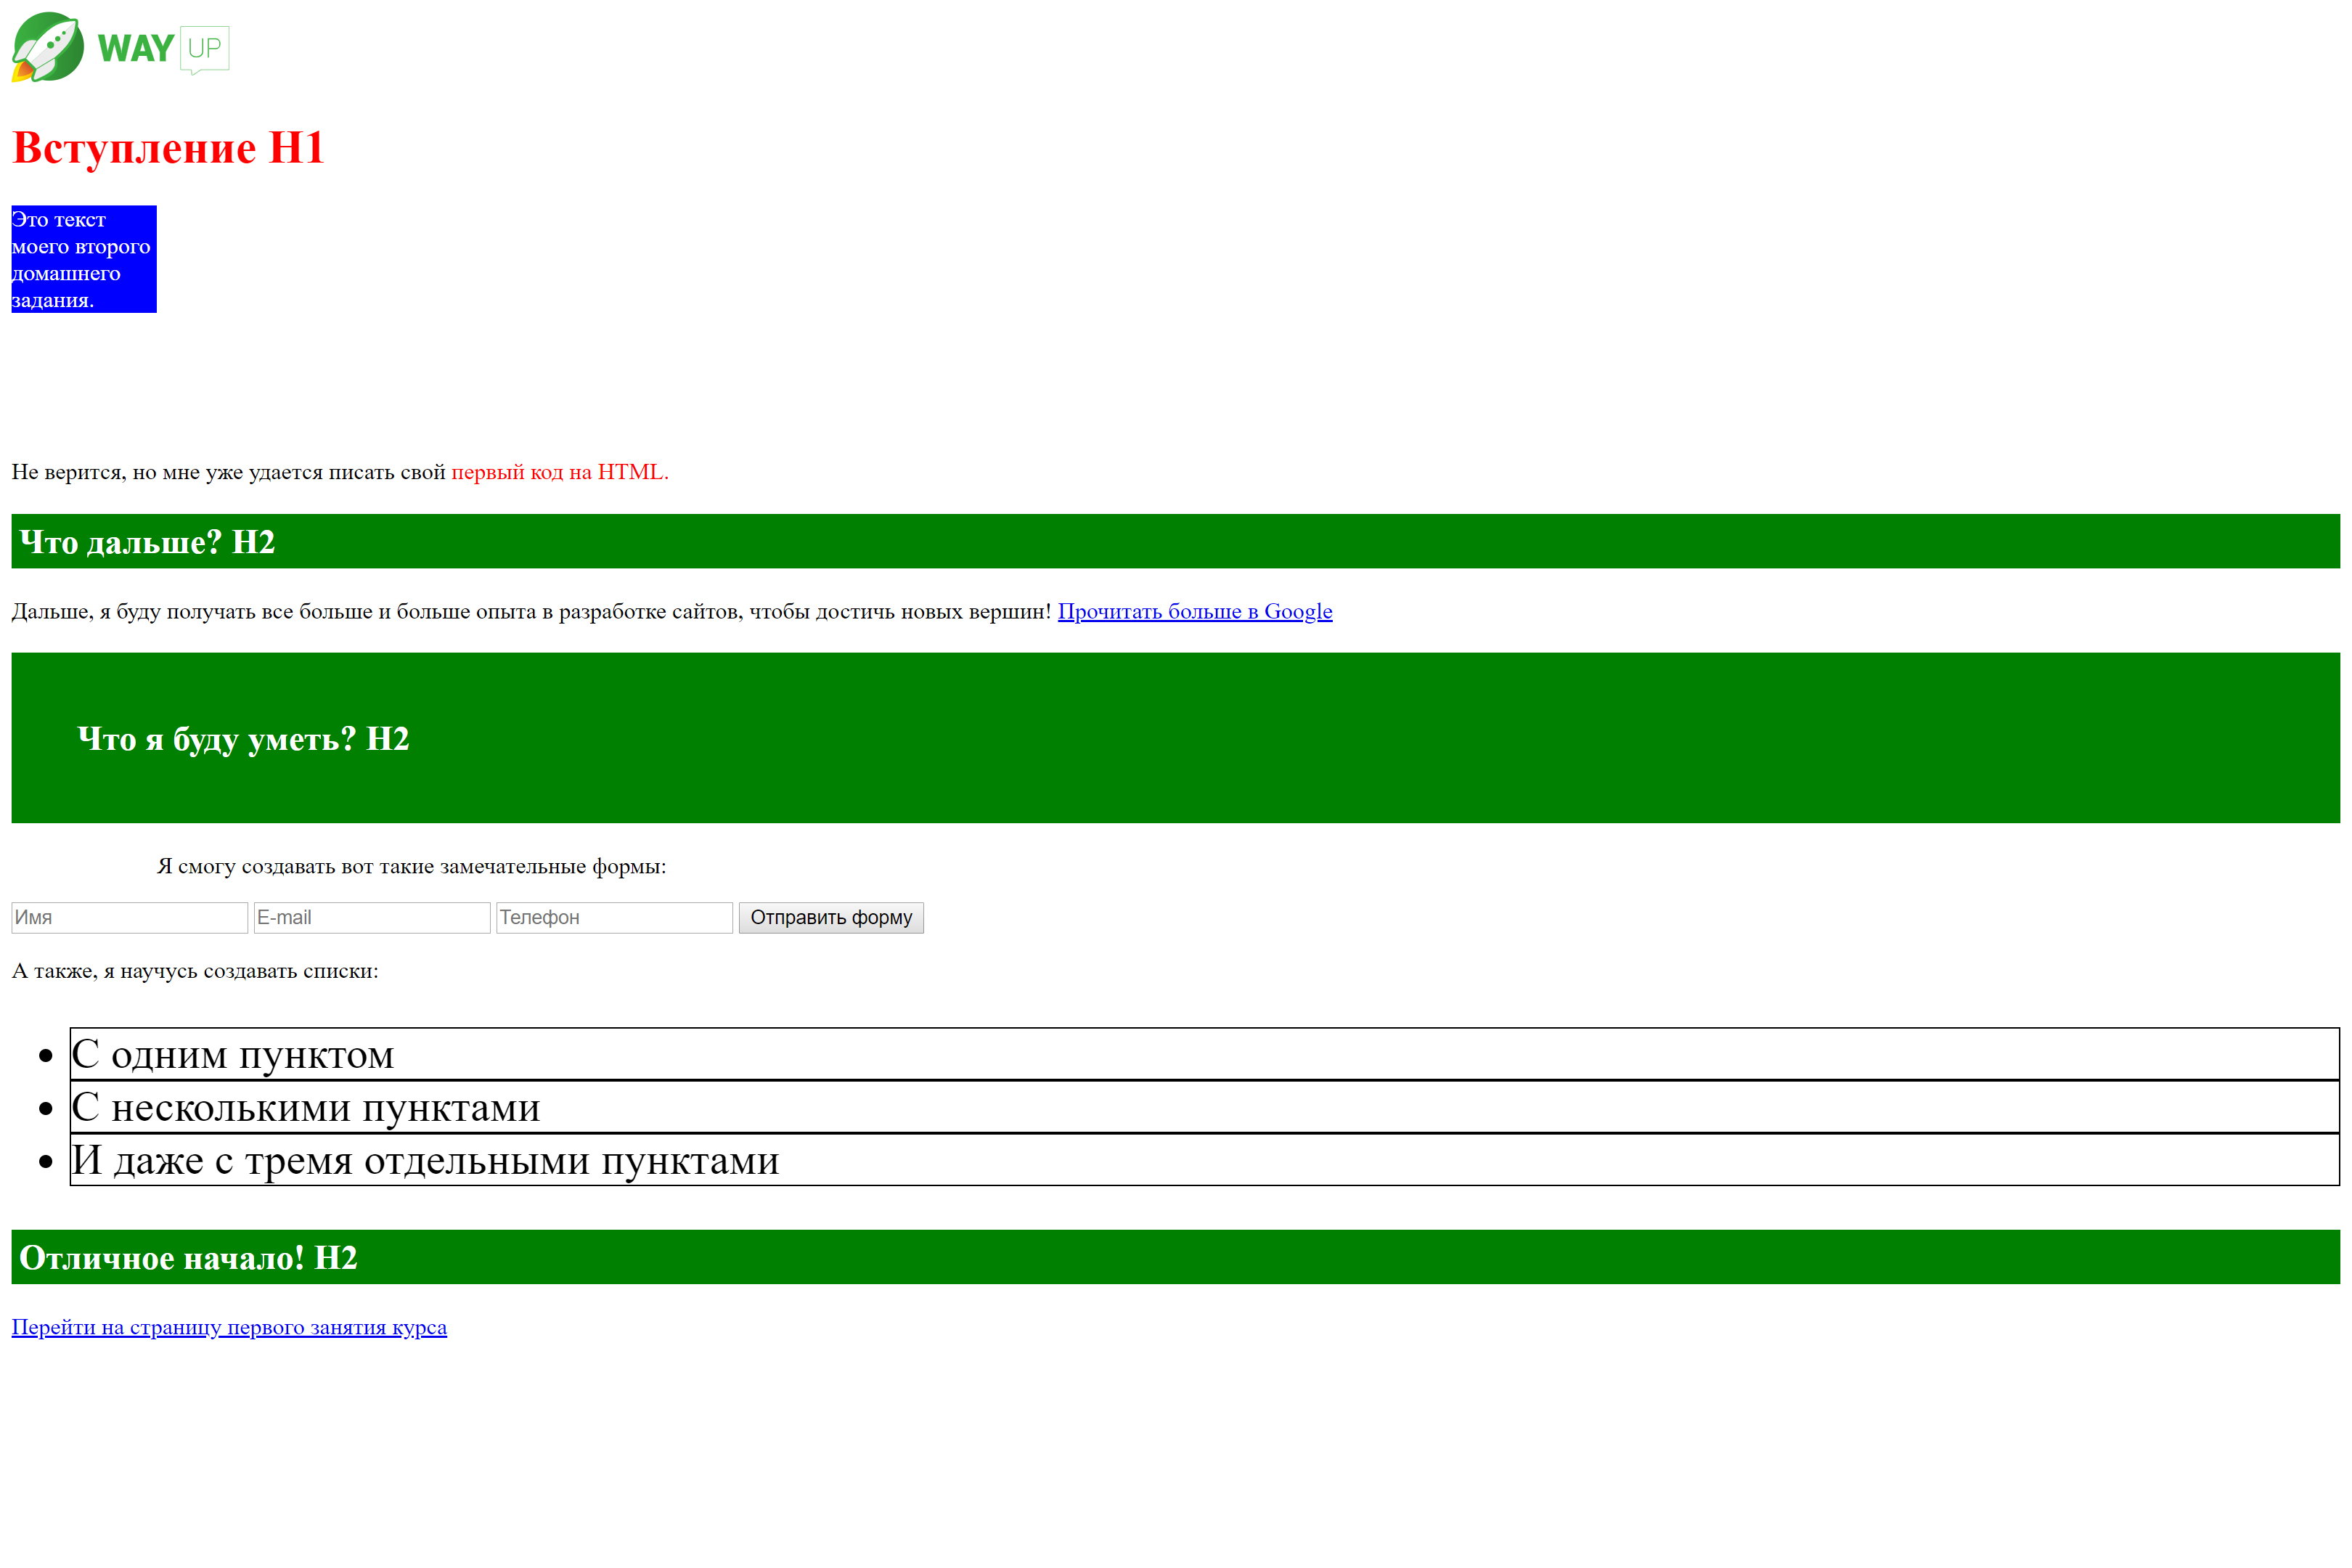 WAY UP
Вступление H1
Это текст
моего второго
домашнего
задания.
Не верится, но мне уже удается писать свой первый код на HTML.
Что дальше? H2
Дальше, я буду получать все больше и больше опыта в разработке сайтов, чтобы достичь новых вершин! Прочитать больше в Google
Что я буду уметь? H2
Я смогу создавать вот такие замечательные формы:
Имя E-mail Телефон Отправить форму
А также, я научусь создавать списки:
С одним пунктом
С несколькими пунктами
И даже с тремя отдельными пунктами
Отличное начало! H2
Перейти на страницу первого занятия курса